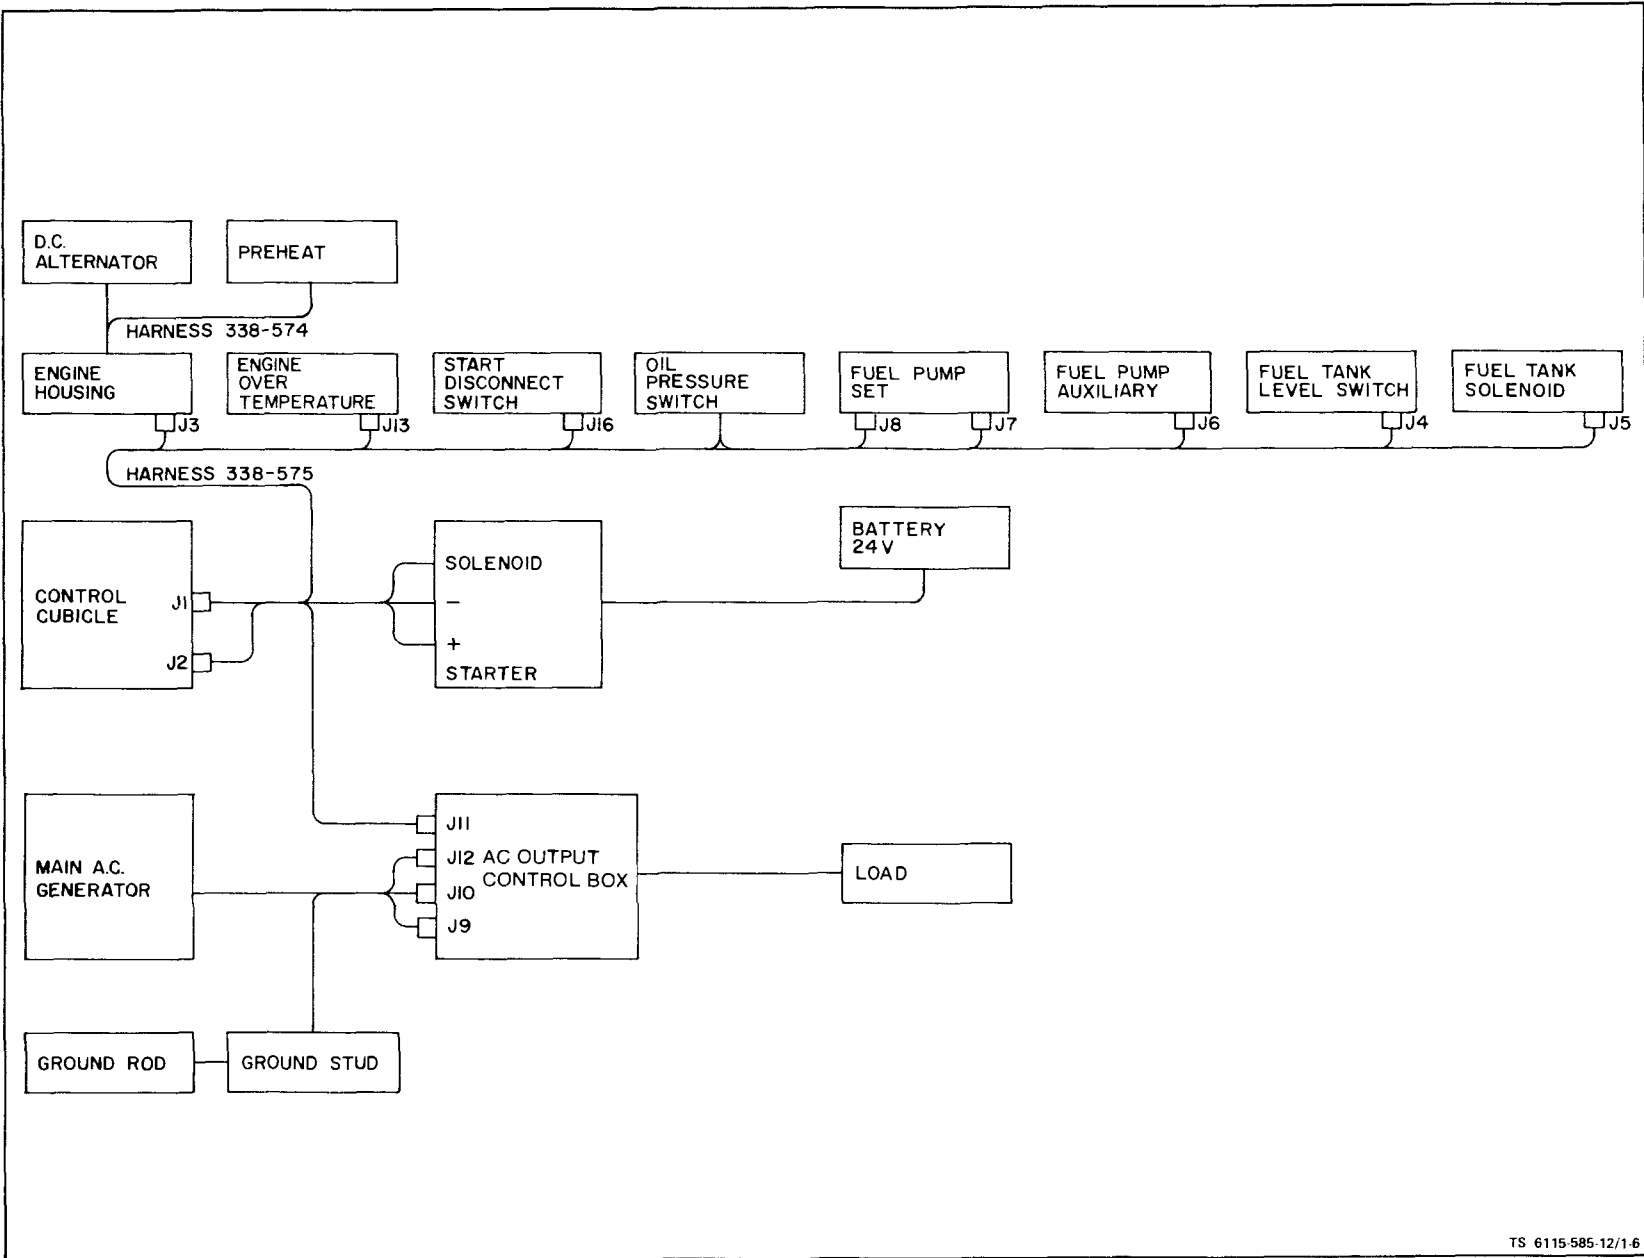 D.C.
ALTERNATOR
PREHEAT
HARNESS 338-574
ENGINE
HOUSING
J3
ENGINE
OVER
TEMPERATURE
J13
START
DISCONNECT
SWITCH
J16
OIL
PRESSURE
SWITCH
FUEL PUMP
SET
J8
J7
FUEL PUMP
AUXILIARY
J6
FUEL TANK
LEVEL SWITCH
J4
FUEL TANK
SOLENOID
J5
HARNESS 338-575
CONTROL
CUBICLE
J1
J2
SOLENOID
−
+
STARTER
BATTERY
24V
MAIN A.C.
GENERATOR
J11
J12
J10
J9
AC OUTPUT
CONTROL BOX
LOAD
GROUND ROD
GROUND STUD
TS 6115-585-12/1-6